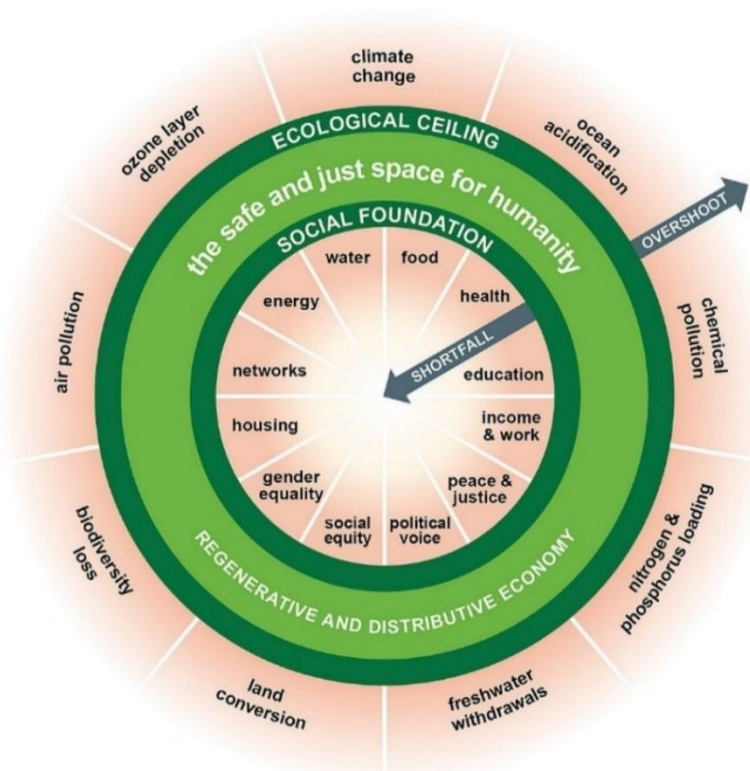 climate
change
ozone layer
depletion
ocean
acidification
ECOLOGICAL CEILING
the safe and just space for humanity
SOCIAL FOUNDATION
OVERSHOOT
water
food
energy
health
SHORTFALL
networks
education
housing
income
& work
gender
equality
peace &
justice
social
equity
political
voice
air pollution
chemical
pollution
REGENERATIVE AND DISTRIBUTIVE ECONOMY
biodiversity
loss
nitrogen &
phosphorus loading
land
conversion
freshwater
withdrawals